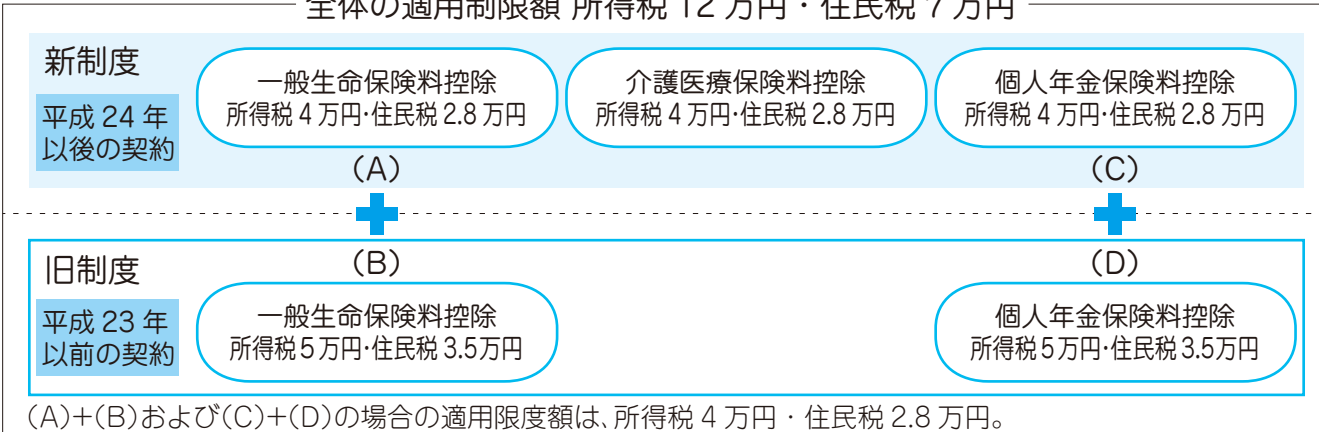 全体の適用制限額 所得税 12 万円・住民税 7 万円
新制度
平成 24 年
以後の契約
一般生命保険料控除
所得税 4 万円・住民税 2.8 万円
介護医療保険料控除
所得税 4 万円・住民税 2.8 万円
個人年金保険料控除
所得税 4 万円・住民税 2.8 万円
(A)
(C)
旧制度
平成 23 年
以前の契約
(B)
一般生命保険料控除
所得税5万円・住民税3.5万円
(D)
個人年金保険料控除
所得税5万円・住民税3.5万円
(A)+(B)および(C)+(D)の場合の適用限度額は、所得税 4 万円・住民税 2.8 万円。